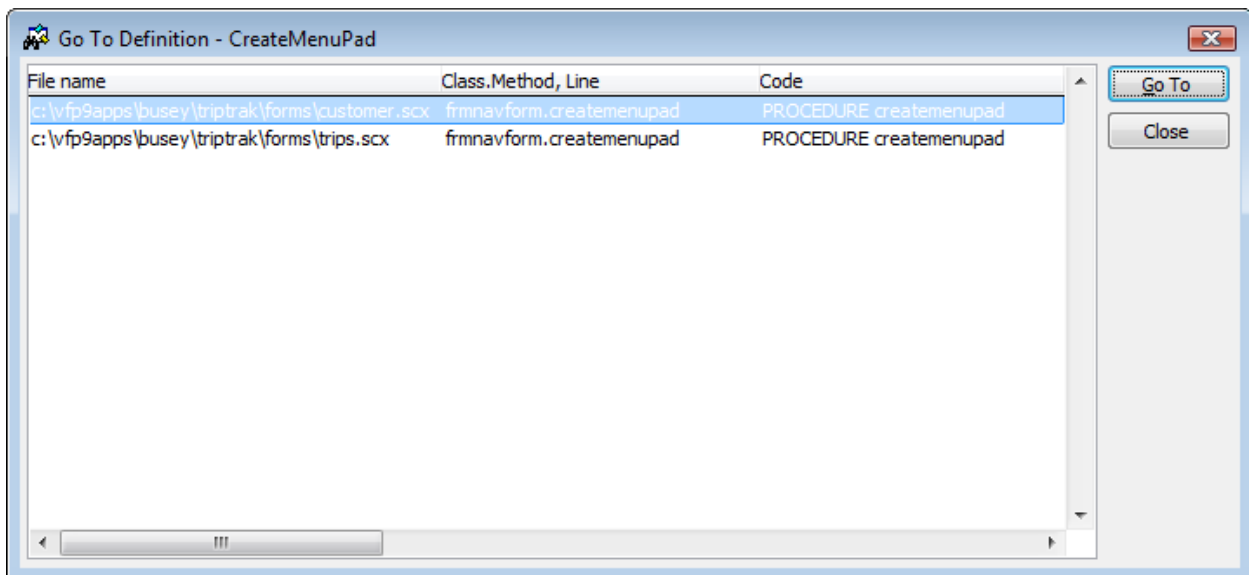 Go To Definition - CreateMenuPad
File name Class.Method, Line Code
c:\vfp9apps\busey\triptrak\forms\customer.scx frmnavform.createmenupad PROCEDURE createmenupad
c:\vfp9apps\busey\triptrak\forms\trips.scx frmnavform.createmenupad PROCEDURE createmenupad
Go To
Close